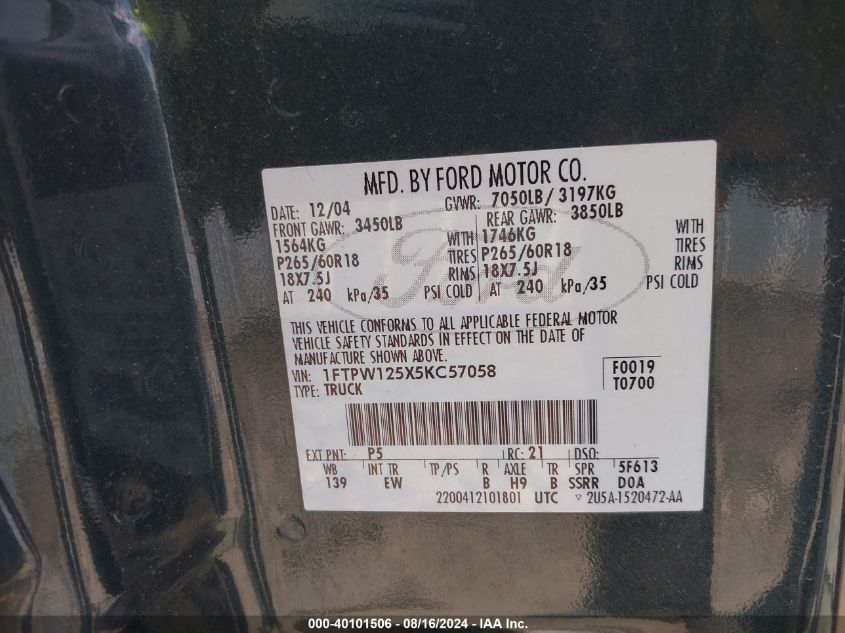 MFD. BY FORD MOTOR CO.
DATE: 12/04 GVWR: 7050LB/ 3197KG
FRONT GAWR: 3450LB REAR GAWR: 3850LB
1564KG WITH 1746KG WITH
P265/60R18 TIRES P265/60R18 TIRES
18X7.5J RIMS 18X7.5J RIMS
AT 240 kPa/35 PSI COLD AT 240 kPa/35 PSI COLD
Ford
THIS VEHICLE CONFORMS TO ALL APPLICABLE FEDERAL MOTOR
VEHICLE SAFETY STANDARDS IN EFFECT ON THE DATE OF
MANUFACTURE SHOWN ABOVE.
VIN: 1FTPW125X5KC57058 F0019
TYPE: TRUCK T0700
EXT PNT: P5 RC: 21 DSO:
WB INT TR TP/PS R AXLE TR SPR 5F613
139 EW B H9 B SSRR DOA
2200412101801 UTC ▽ 2U5A-1520472-AA
000-40101506 - 08/16/2024 - IAA Inc.